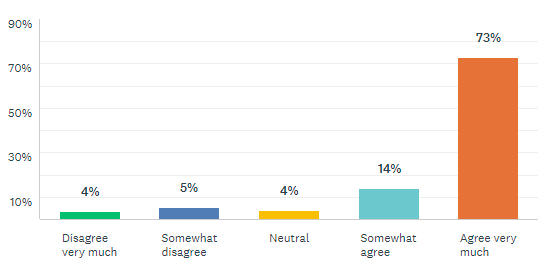 90%
73%
70%
50%
30%
14%
10%
4%
5%
4%
Disagree
very much
Somewhat
disagree
Neutral
Somewhat
agree
Agree very
much